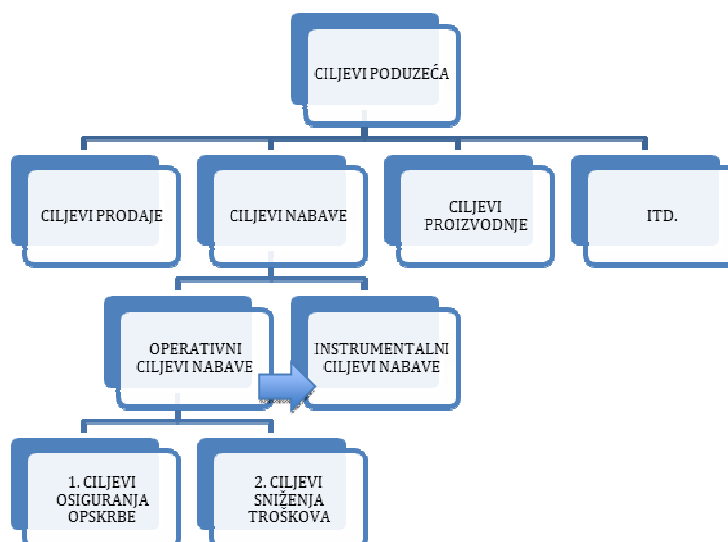 CILJEVI PODUZEĆA
CILJEVI PRODAJE
CILJEVI NABAVE
CILJEVI
PROIZVODNJE
ITD.
OPERATIVNI
CILJEVI NABAVE
INSTRUMENTALNI
CILJEVI NABAVE
1. CILJEVI
OSIGURANJA
OPSKRBE
2. CILJEVI
SNIŽENJA
TROŠKOVA